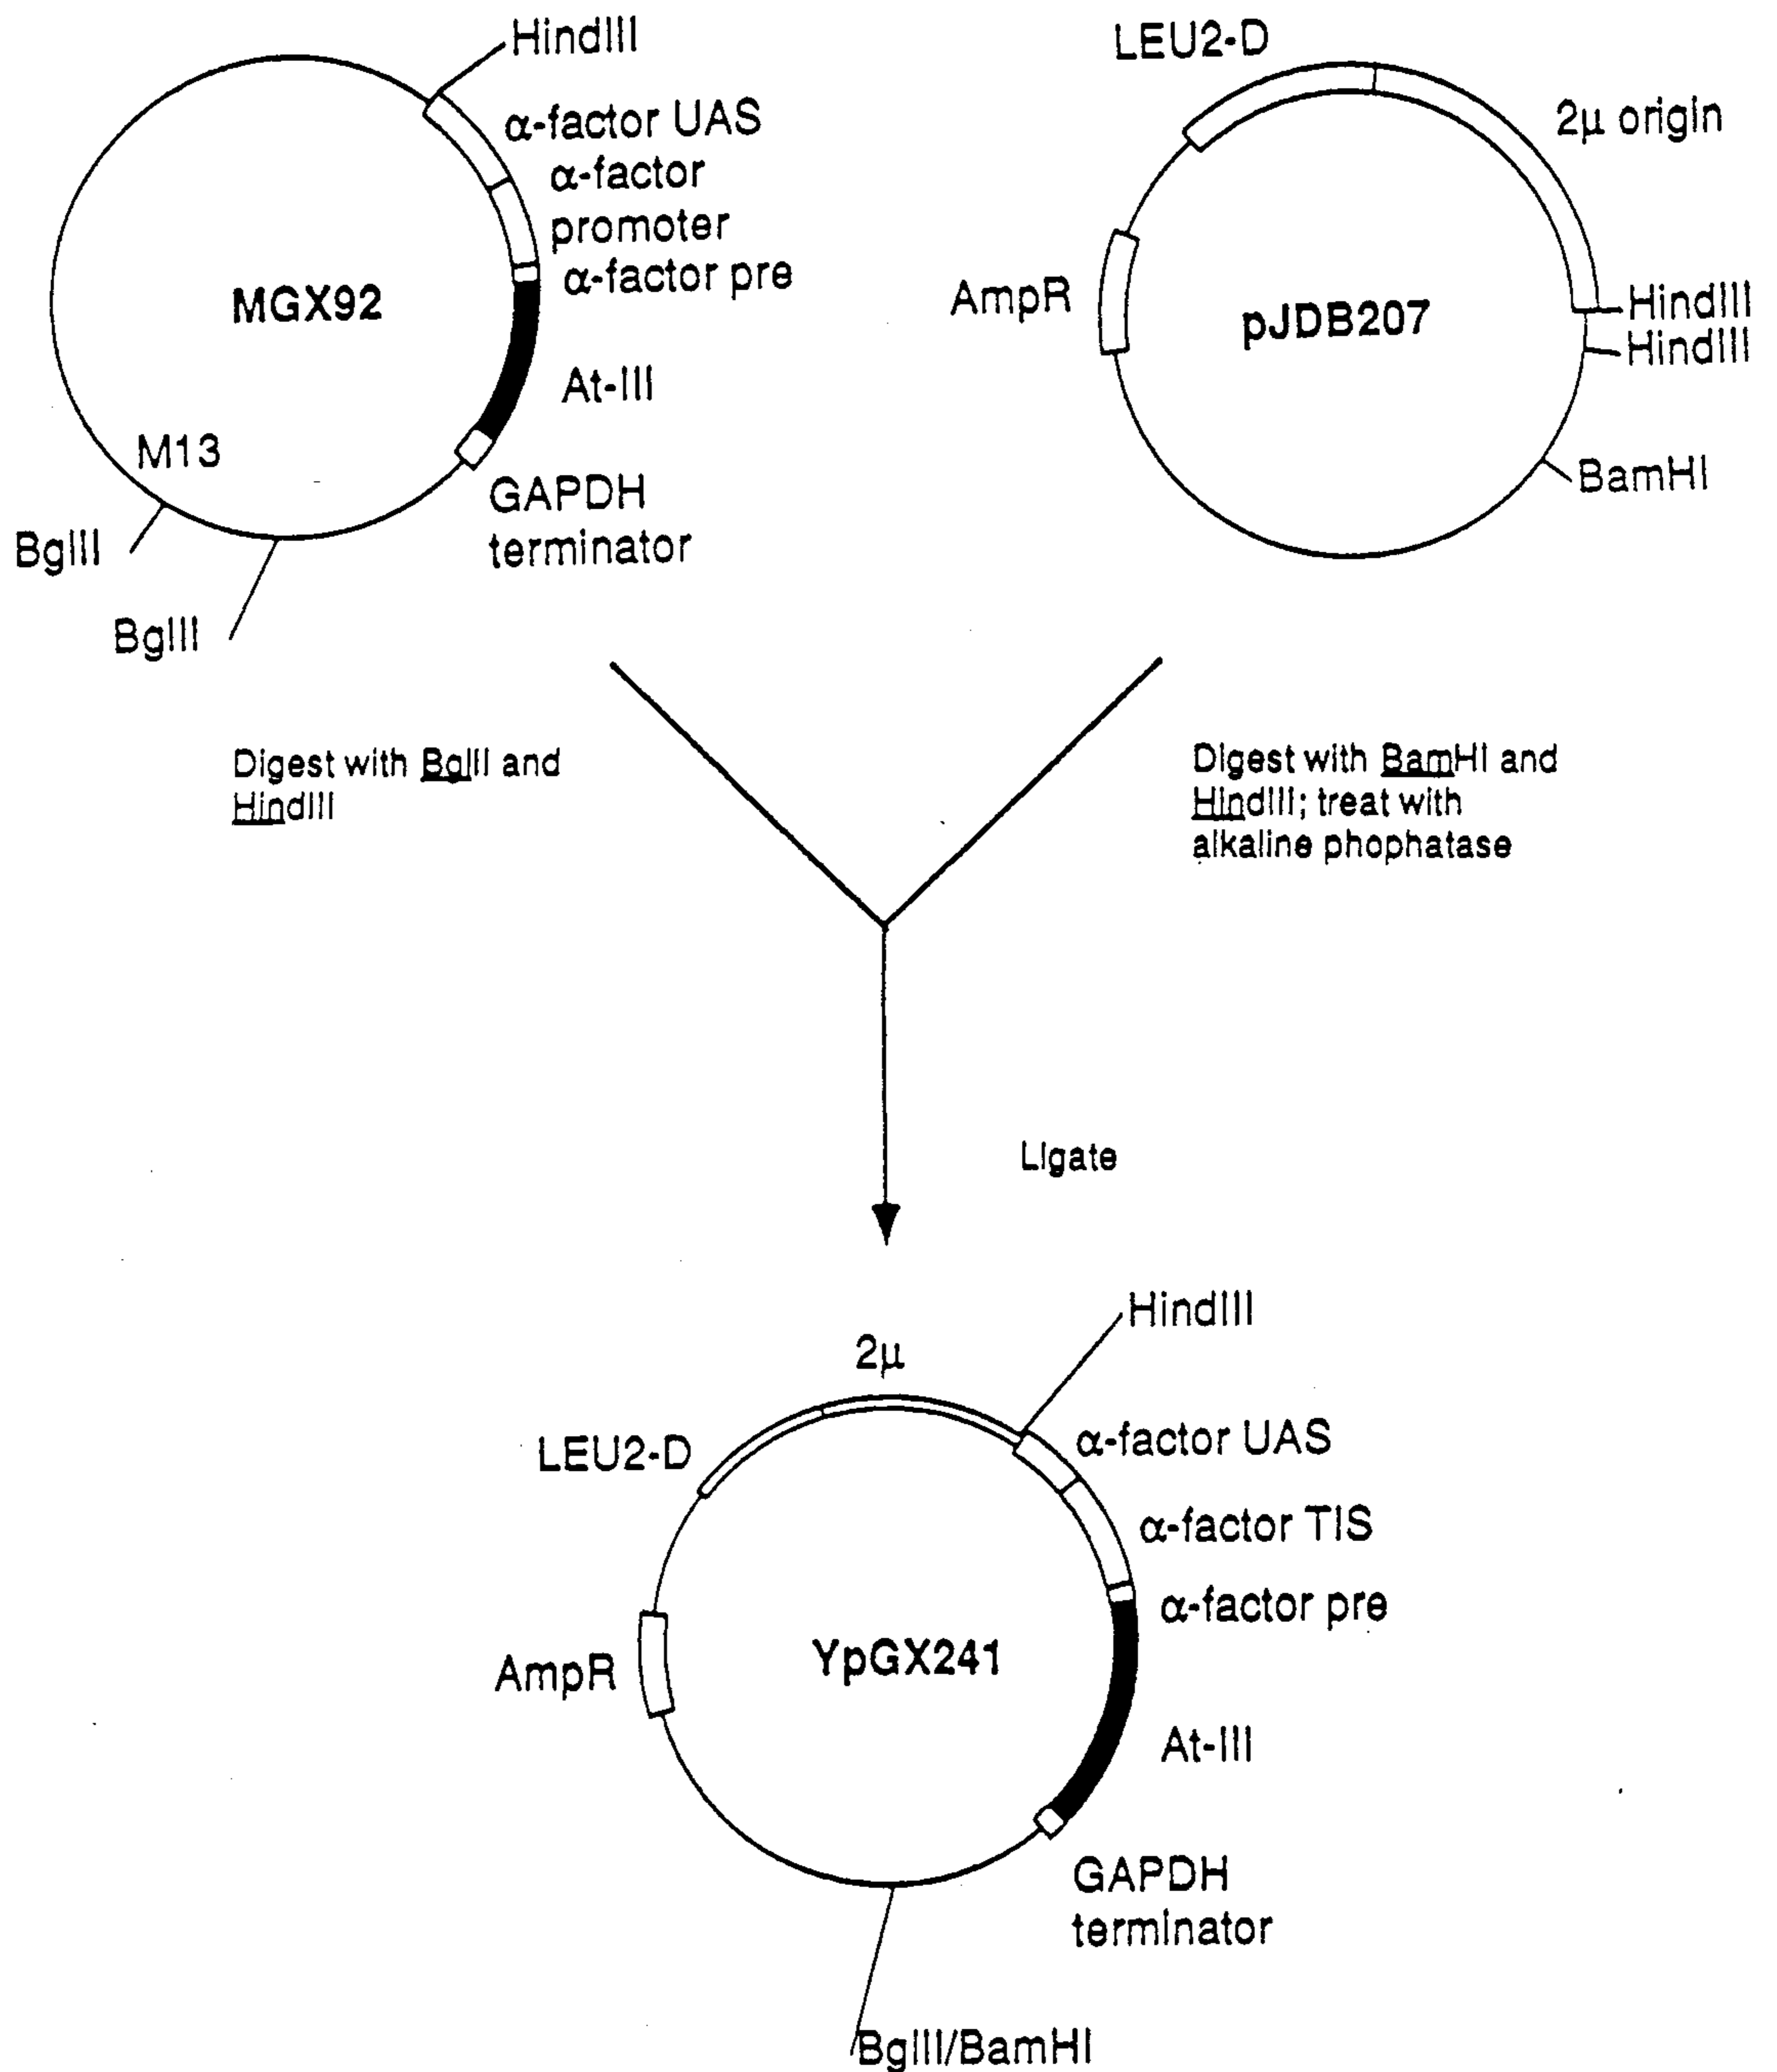 HindIII
α-factor UAS
α-factor
promoter
α-factor pre
MGX92
At-III
M13
GAPDH
terminator
BglII
BglII
LEU2-D
2μ origin
AmpR
pJDB207
HindIII
HindIII
BamHI
Digest with BglII and
HindIII
Digest with BamHI and
HindIII; treat with
alkaline phophatase
Ligate
HindIII
2μ
LEU2-D
α-factor UAS
α-factor TIS
α-factor pre
AmpR
YpGX241
At-III
GAPDH
terminator
BglII/BamHI